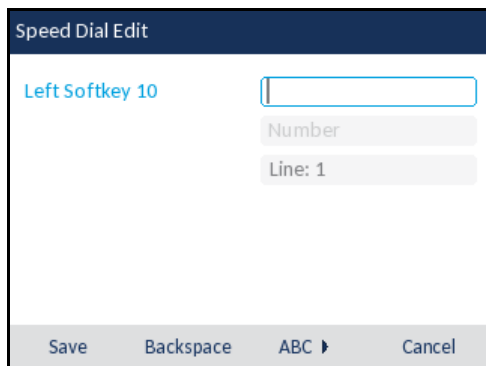 Speed Dial Edit
Left Softkey 10
Number
Line: 1
Save Backspace ABC Cancel